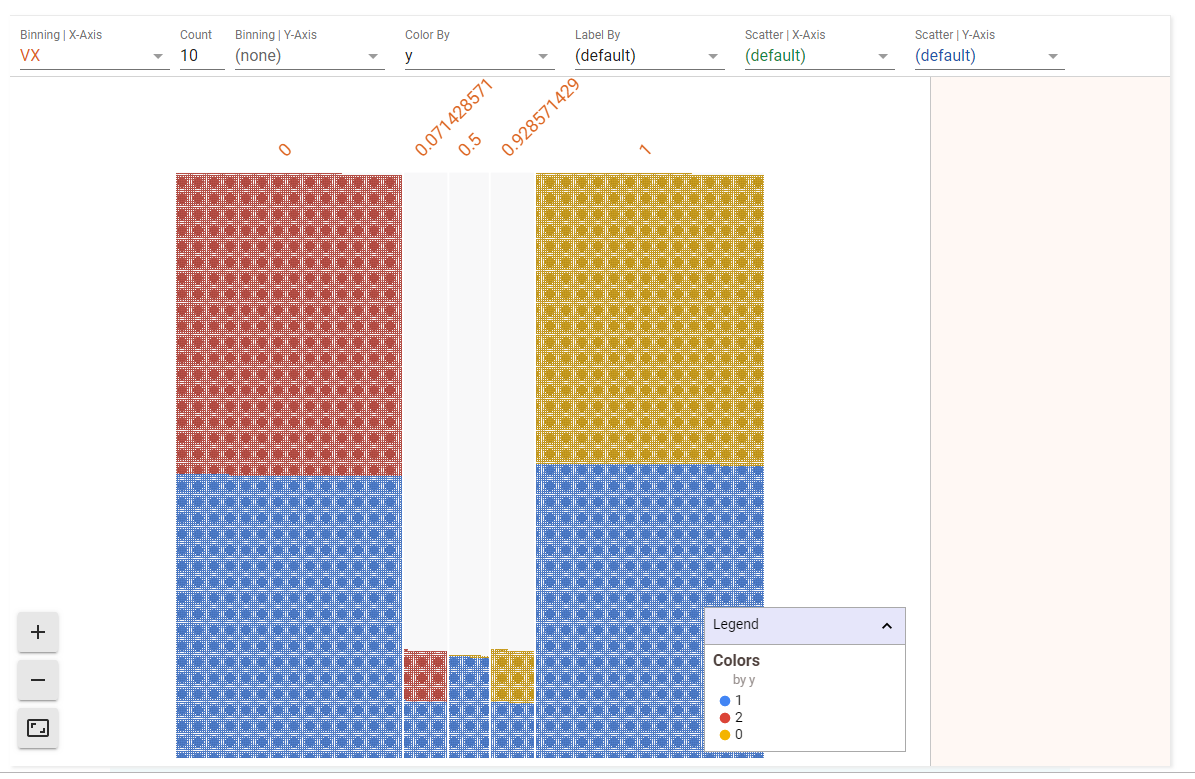 Binning | X-Axis Count Binning | Y-Axis Color By Label By Scatter | X-Axis Scatter | Y-Axis
VX 10 (none) y (default) (default) (default)
0 0.071428571 0.5 0.928571429 1
Legend
Colors
by y
1
2
0